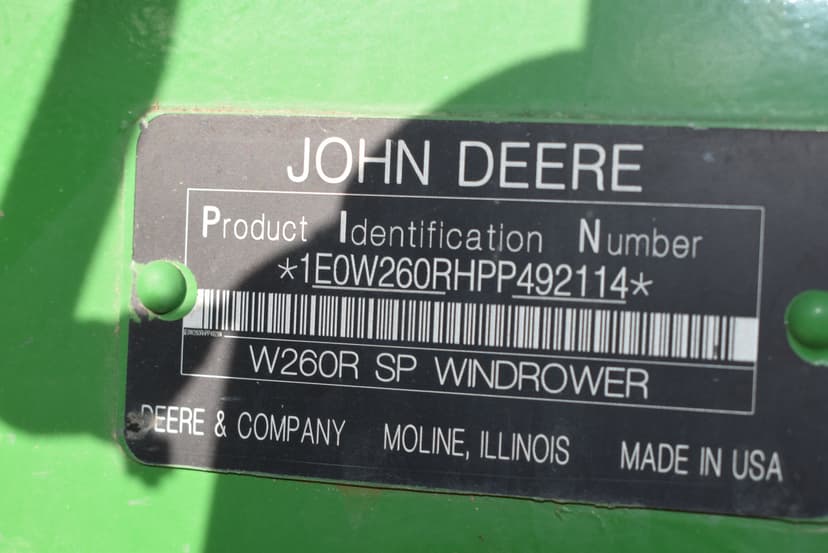 JOHN DEERE
Product Identification Number
*1E0W260RHPP492114*
W260R SP WINDROWER
DEERE & COMPANY MOLINE, ILLINOIS MADE IN USA